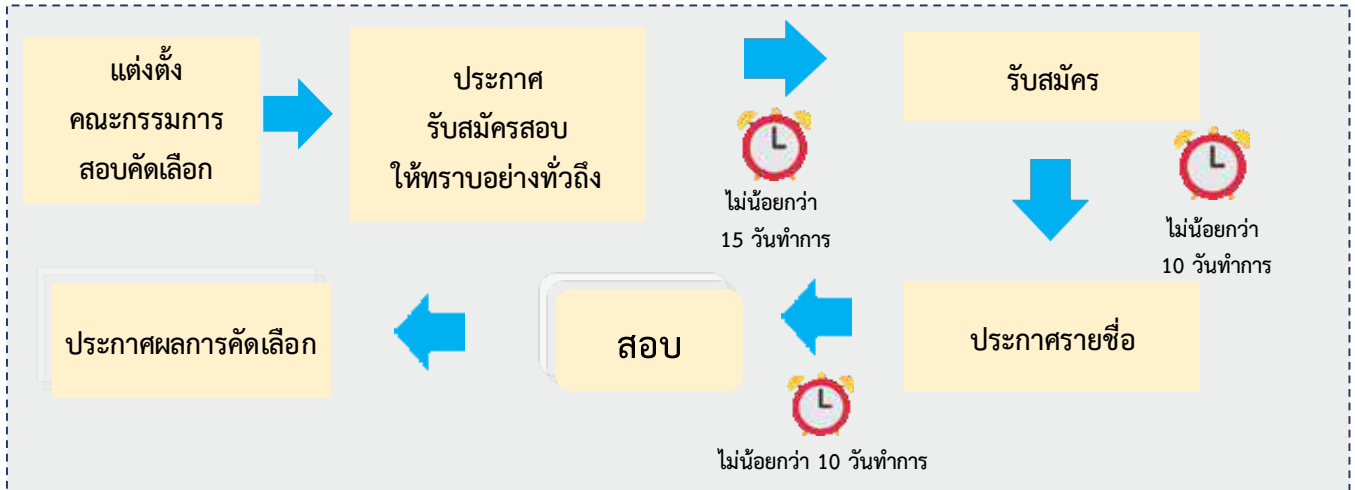 แต่งตั้ง
คณะกรรมการ
สอบคัดเลือก
ประกาศ
รับสมัครสอบ
ให้ทราบอย่างทั่วถึง
ไม่น้อยกว่า
15 วันทำการ
รับสมัคร
ไม่น้อยกว่า
10 วันทำการ
ประกาศรายชื่อ
ไม่น้อยกว่า 10 วันทำการ
สอบ
ประกาศผลการคัดเลือก